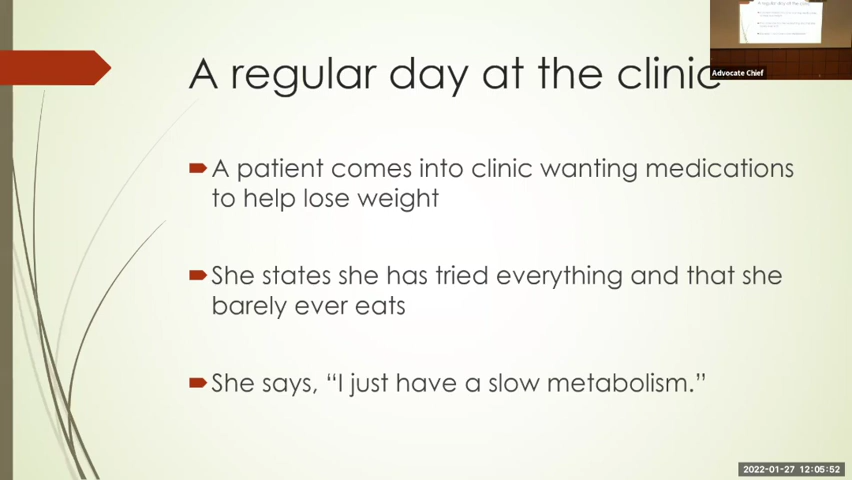 A regular day at the clinic
Advocate Chief
A patient comes into clinic wanting medications
to help lose weight
She states she has tried everything and that she
barely ever eats
She says, “I just have a slow metabolism.”
2022-01-27 12:05:52